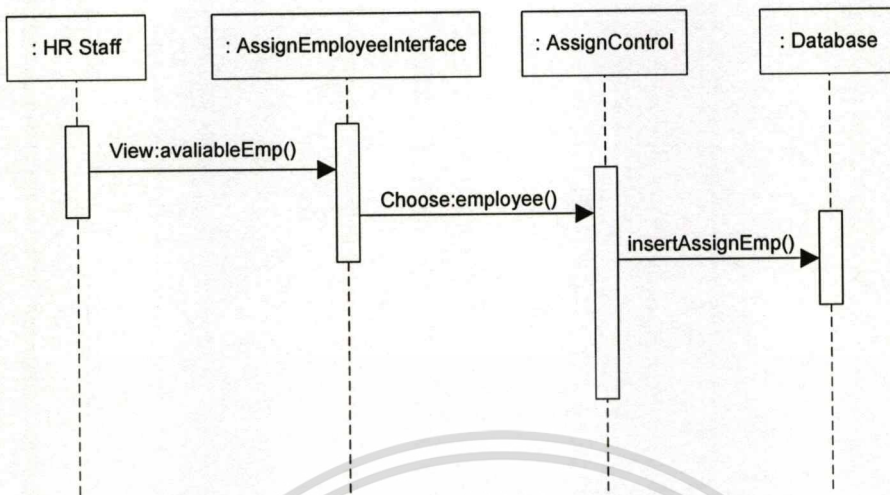 : HR Staff
: AssignEmployeeInterface
: AssignControl
: Database
View:avaliableEmp()
Choose:employee()
insertAssignEmp()